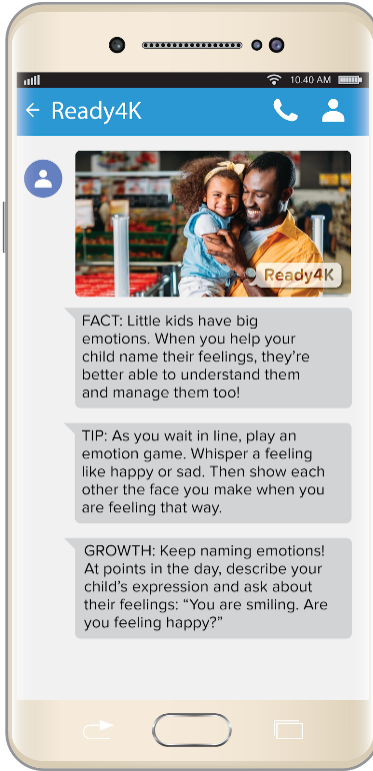 10.40 AM
Ready4K
Ready4K
FACT: Little kids have big
emotions. When you help your
child name their feelings, they’re
better able to understand them
and manage them too!
TIP: As you wait in line, play an
emotion game. Whisper a feeling
like happy or sad. Then show each
other the face you make when you
are feeling that way.
GROWTH: Keep naming emotions!
At points in the day, describe your
child’s expression and ask about
their feelings: “You are smiling. Are
you feeling happy?”